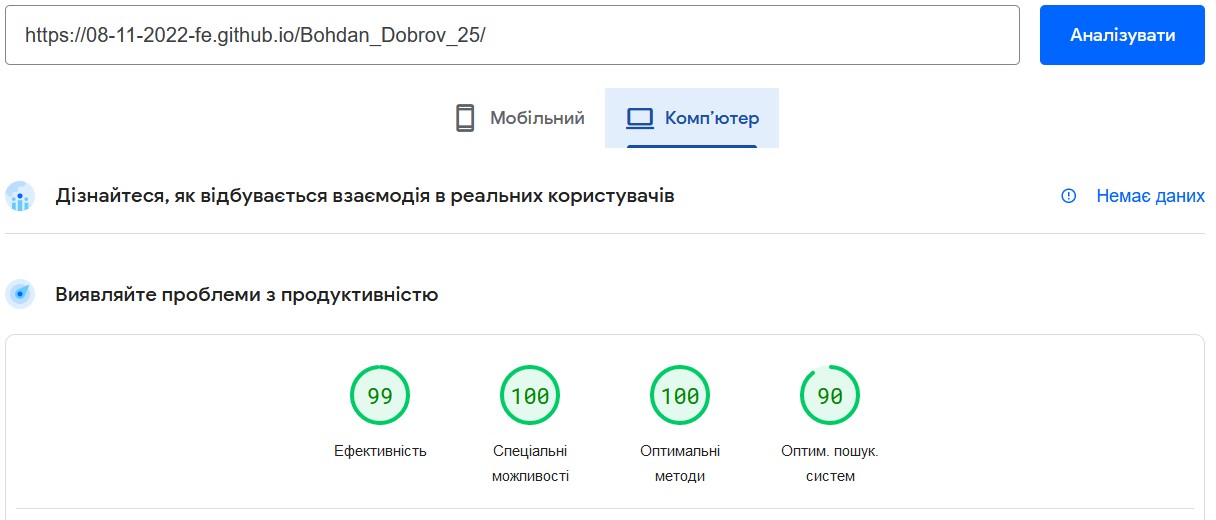 https://08-11-2022-fe.github.io/Bohdan_Dobrov_25/
Аналізувати
Мобільний
Комп’ютер
Дізнайтеся, як відбувається взаємодія в реальних користувачів
Немає даних
Виявляйте проблеми з продуктивністю
99
100
100
90
Ефективність
Спеціальні
можливості
Оптимальні
методи
Оптим. пошук.
систем